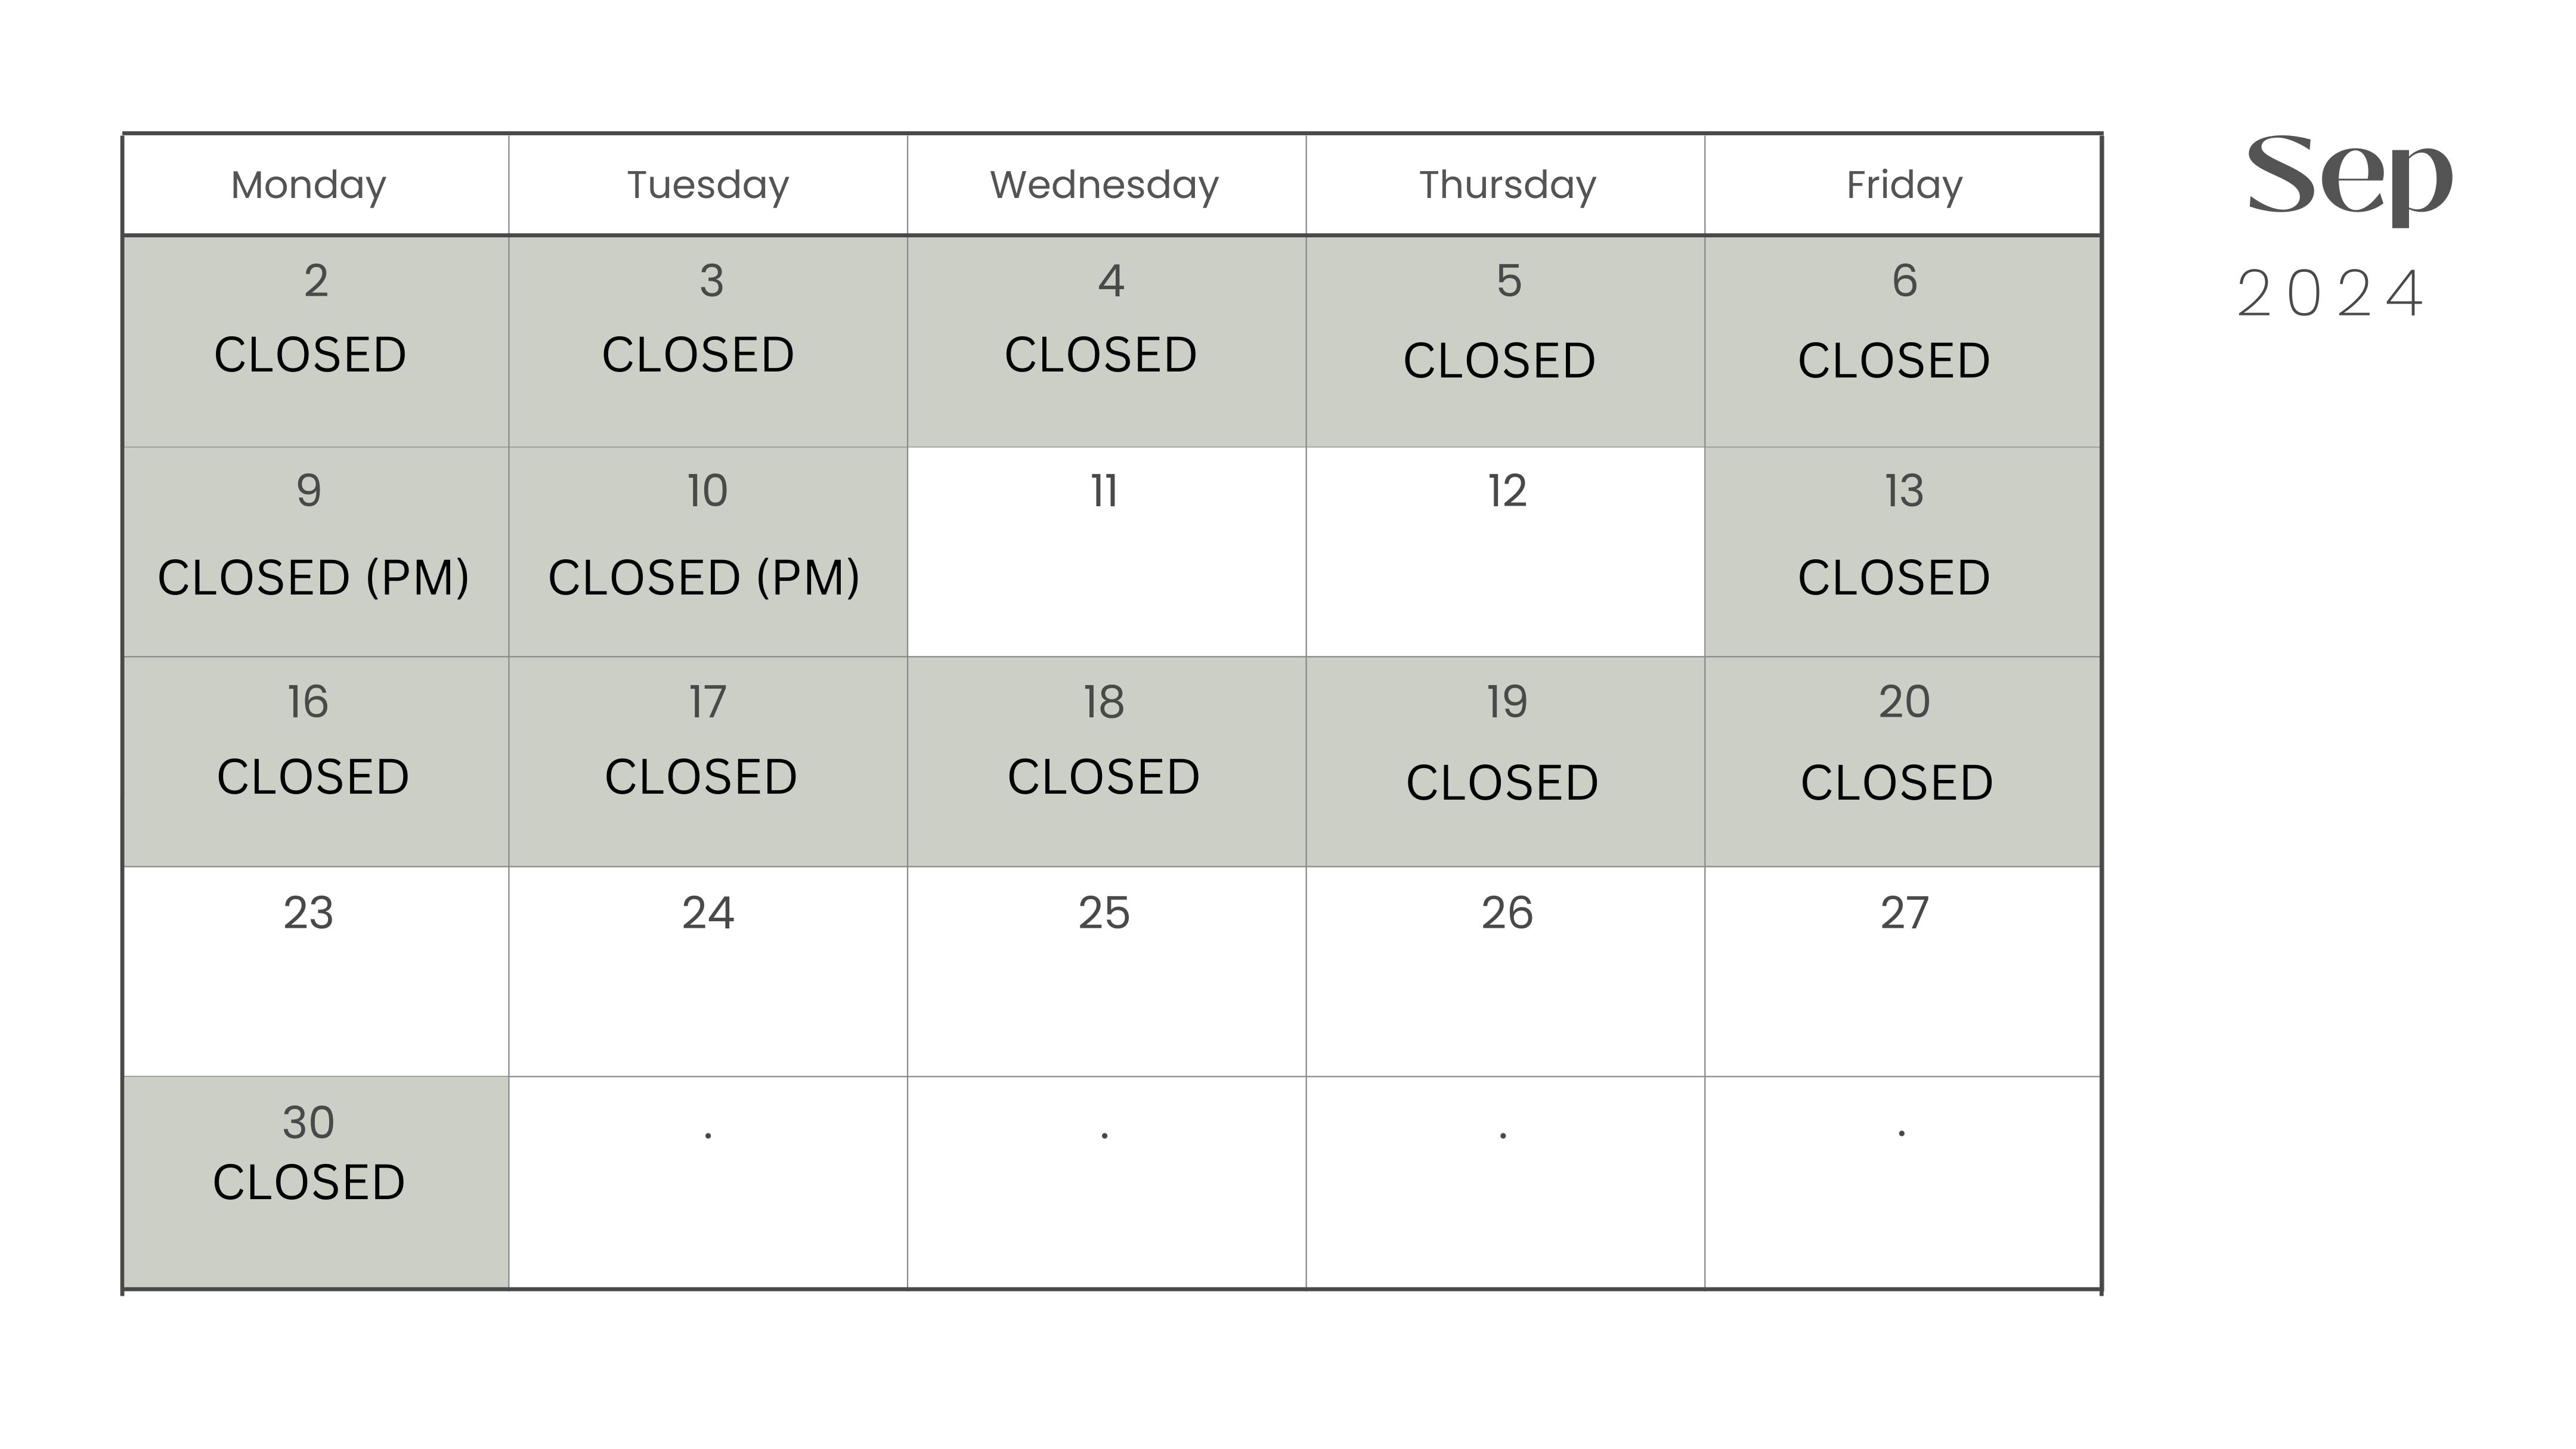 Sep
2024
Monday Tuesday Wednesday Thursday Friday
2 3 4 5 6
CLOSED CLOSED CLOSED CLOSED CLOSED
9 10 11 12 13
CLOSED (PM) CLOSED (PM) CLOSED
16 17 18 19 20
CLOSED CLOSED CLOSED CLOSED CLOSED
23 24 25 26 27
30 . . . .
CLOSED